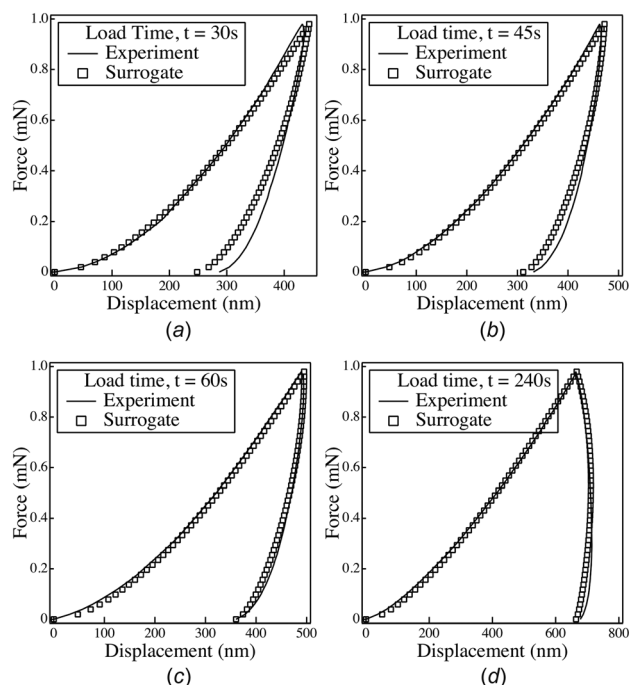 Load Time, t = 30s
Experiment
Surrogate
1.0
0.8
0.6
0.4
0.2
0
Force (mN)
0 100 200 300 400
Displacement (nm)
(a)
Load Time, t = 45s
Experiment
Surrogate
1.0
0.8
0.6
0.4
0.2
0
Force (mN)
0 100 200 300 400 500
Displacement (nm)
(b)
Load time, t = 60s
Experiment
Surrogate
1.0
0.8
0.6
0.4
0.2
0.0
Force (mN)
0 100 200 300 400 500
Displacement (nm)
(c)
Load time, t = 240s
Experiment
Surrogate
1.0
0.8
0.6
0.4
0.2
0.0
Force (mN)
0 200 400 600 800
Displacement (nm)
(d)